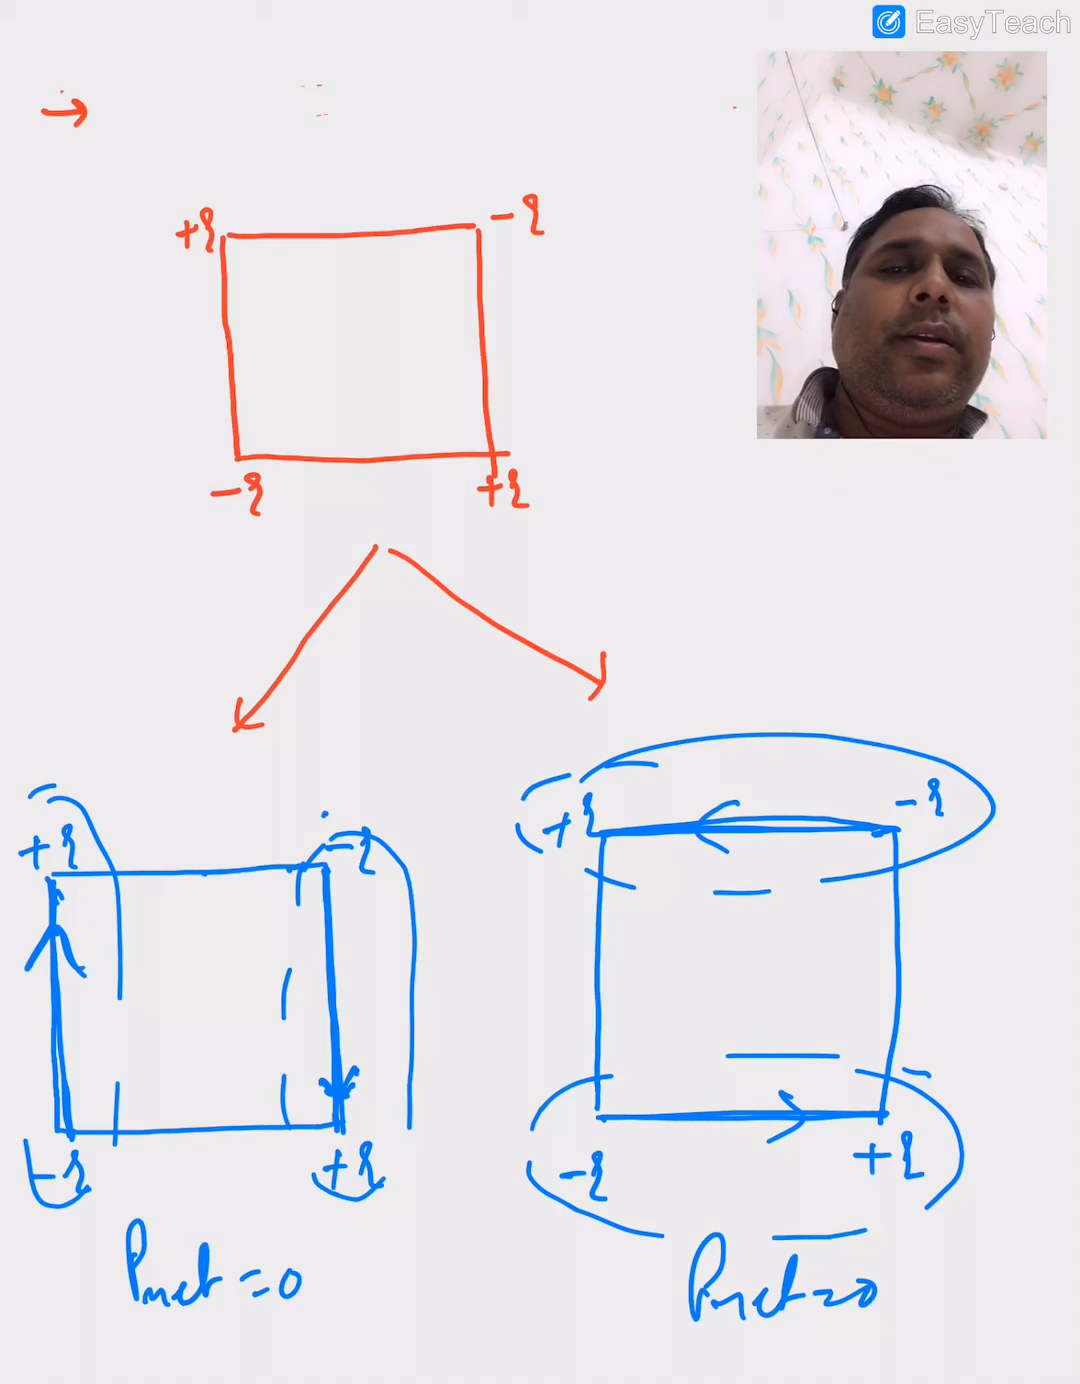 EasyTeach
+q -q
-q +q
+q -q
-q +q
Pnet = 0
+q -q
-q +q
Pnet = 0